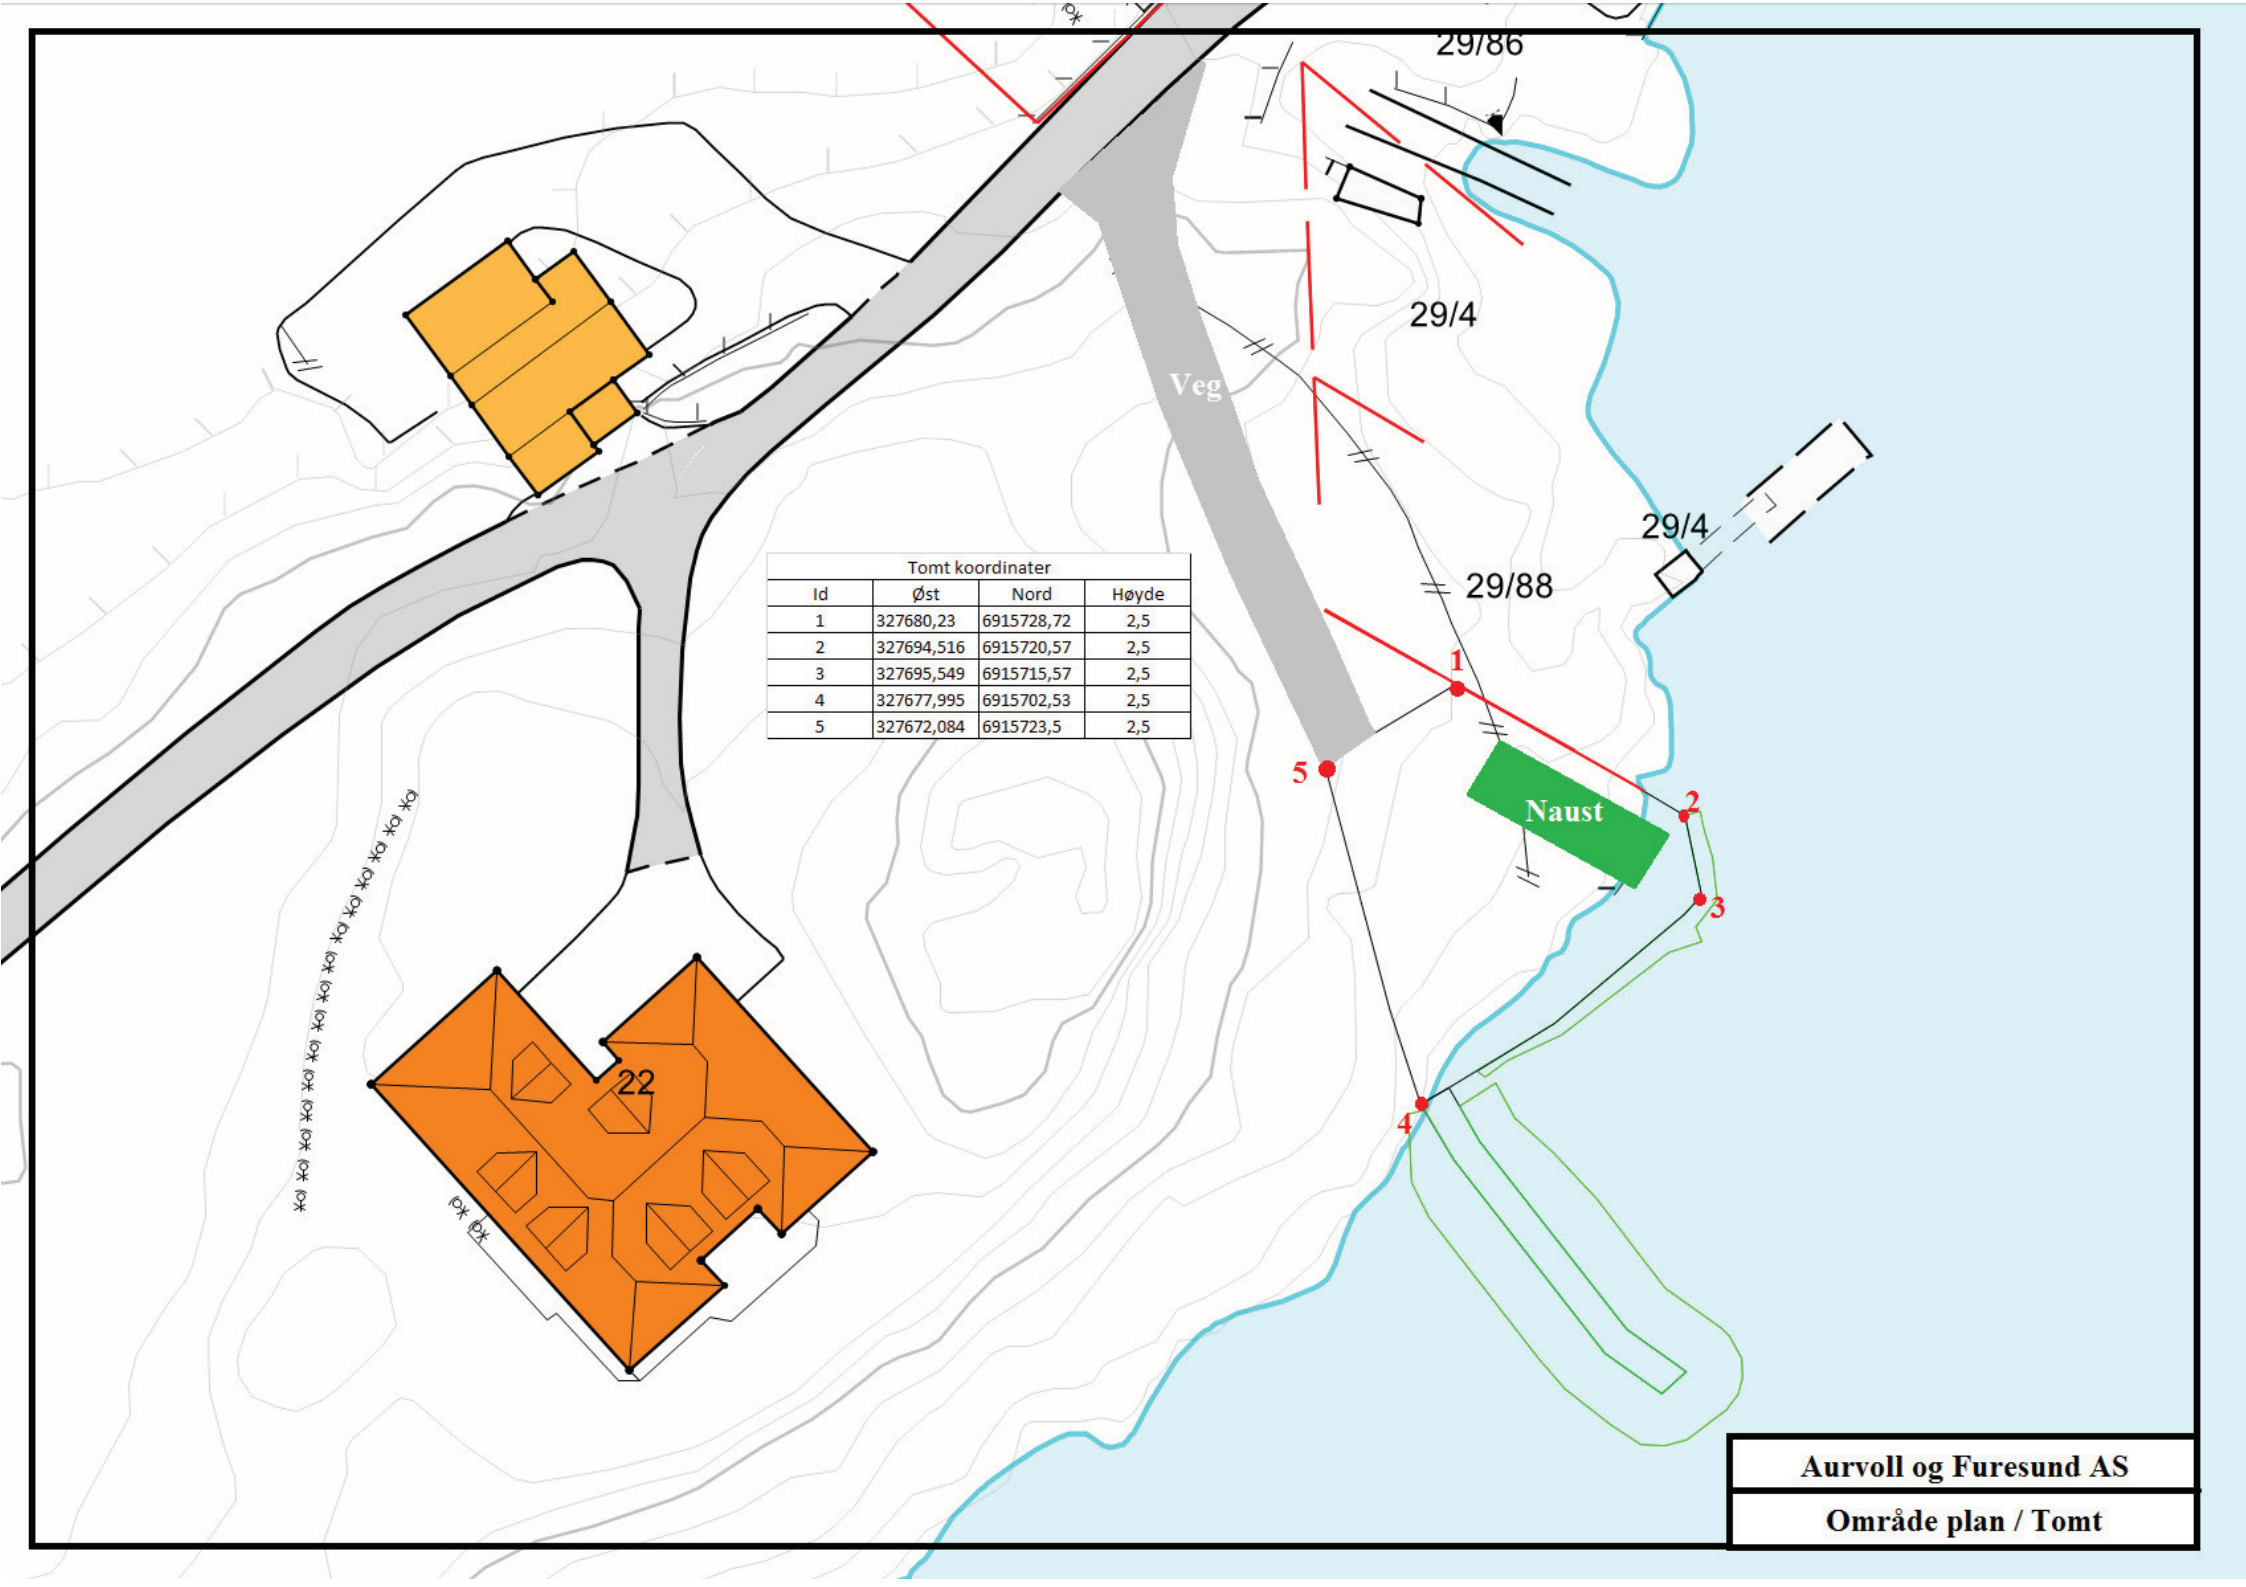 29/86
29/4
Veg
29/4
29/88
Tomt koordinater
Id Øst Nord Høyde
1 327680,23 6915728,72 2,5
2 327694,516 6915720,57 2,5
3 327695,549 6915715,57 2,5
4 327677,995 6915702,53 2,5
5 327672,084 6915723,5 2,5
1
5
2
Naust
3
22
4
Aurvoll og Furesund AS
Område plan / Tomt